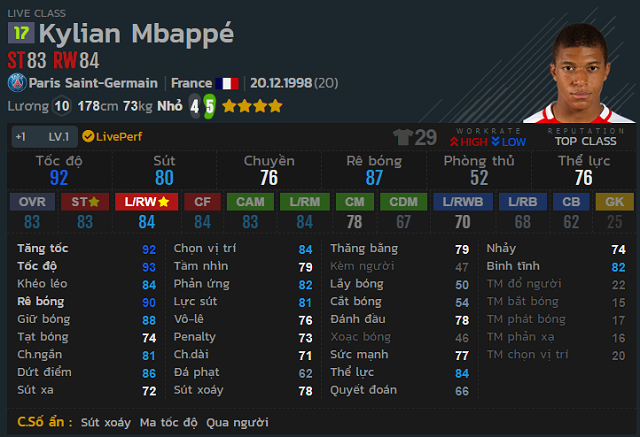 LIVE CLASS
17 Kylian Mbappé
ST83 RW84
Paris Saint-Germain France 20.12.1998 (20)
Lương 10 178cm 73kg Nhỏ 4 5
+1 LV.1 LivePerf 29 WORKRATE HIGH LOW REPUTATION TOP CLASS
Tốc độ Sút Chuyền Rê bóng Phòng thủ Thể lực
92 80 76 87 52 76
OVR ST L/RW CF CAM L/RM CM CDM L/RWB L/RB CB GK
83 83 84 84 83 84 78 67 70 68 62 25
Tăng tốc 92 Chọn vị trí 84 Thăng bằng 79 Nhảy 74
Tốc độ 93 Tầm nhìn 79 Kèm người 47 Bình tĩnh 82
Khéo léo 84 Phản ứng 82 Lấy bóng 50 TM đổ người 22
Rê bóng 90 Lực sút 81 Cắt bóng 54 TM bắt bóng 15
Giữ bóng 88 Vô-lê 76 Đánh đầu 78 TM phát bóng 17
Tạt bóng 74 Penalty 73 Xoạc bóng 46 TM phản xạ 16
Ch.ngắn 81 Ch.dài 71 Sức mạnh 77 TM chọn vị trí 20
Dứt điểm 86 Đá phạt 62 Thể lực 84
Sút xa 72 Sút xoáy 78 Quyết đoán 66
C.Số ẩn : Sút xoáy Ma tốc độ Qua người